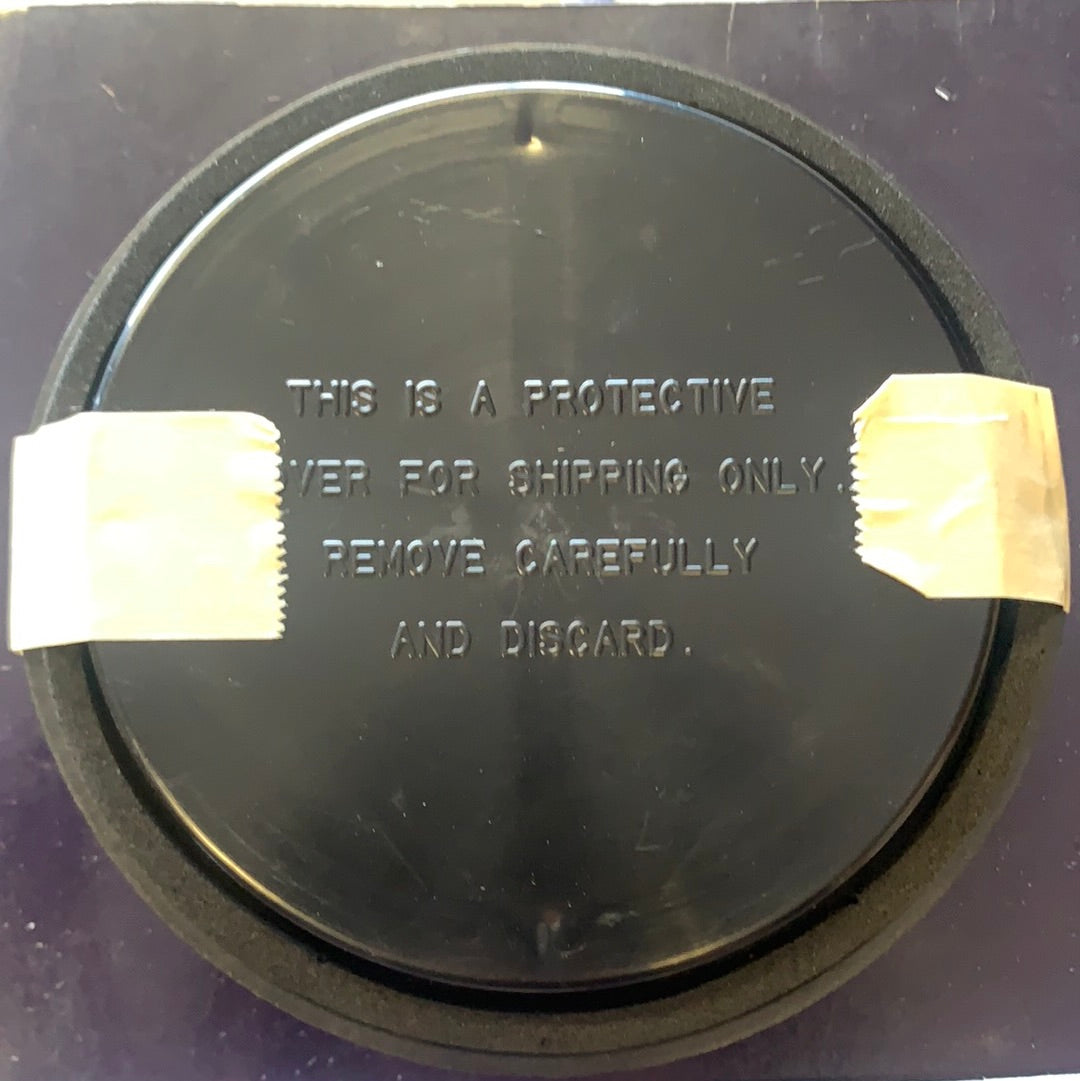 THIS IS A PROTECTIVE
VER FOR SHIPPING ONLY.
REMOVE CAREFULLY
AND DISCARD.